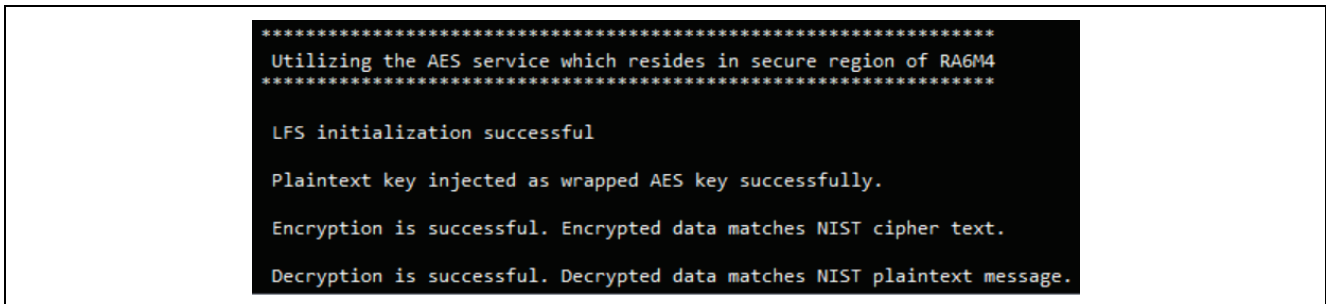 ******************************************************************
Utilizing the AES service which resides in secure region of RA6M4
******************************************************************
LFS initialization successful
Plaintext key injected as wrapped AES key successfully.
Encryption is successful. Encrypted data matches NIST cipher text.
Decryption is successful. Decrypted data matches NIST plaintext message.